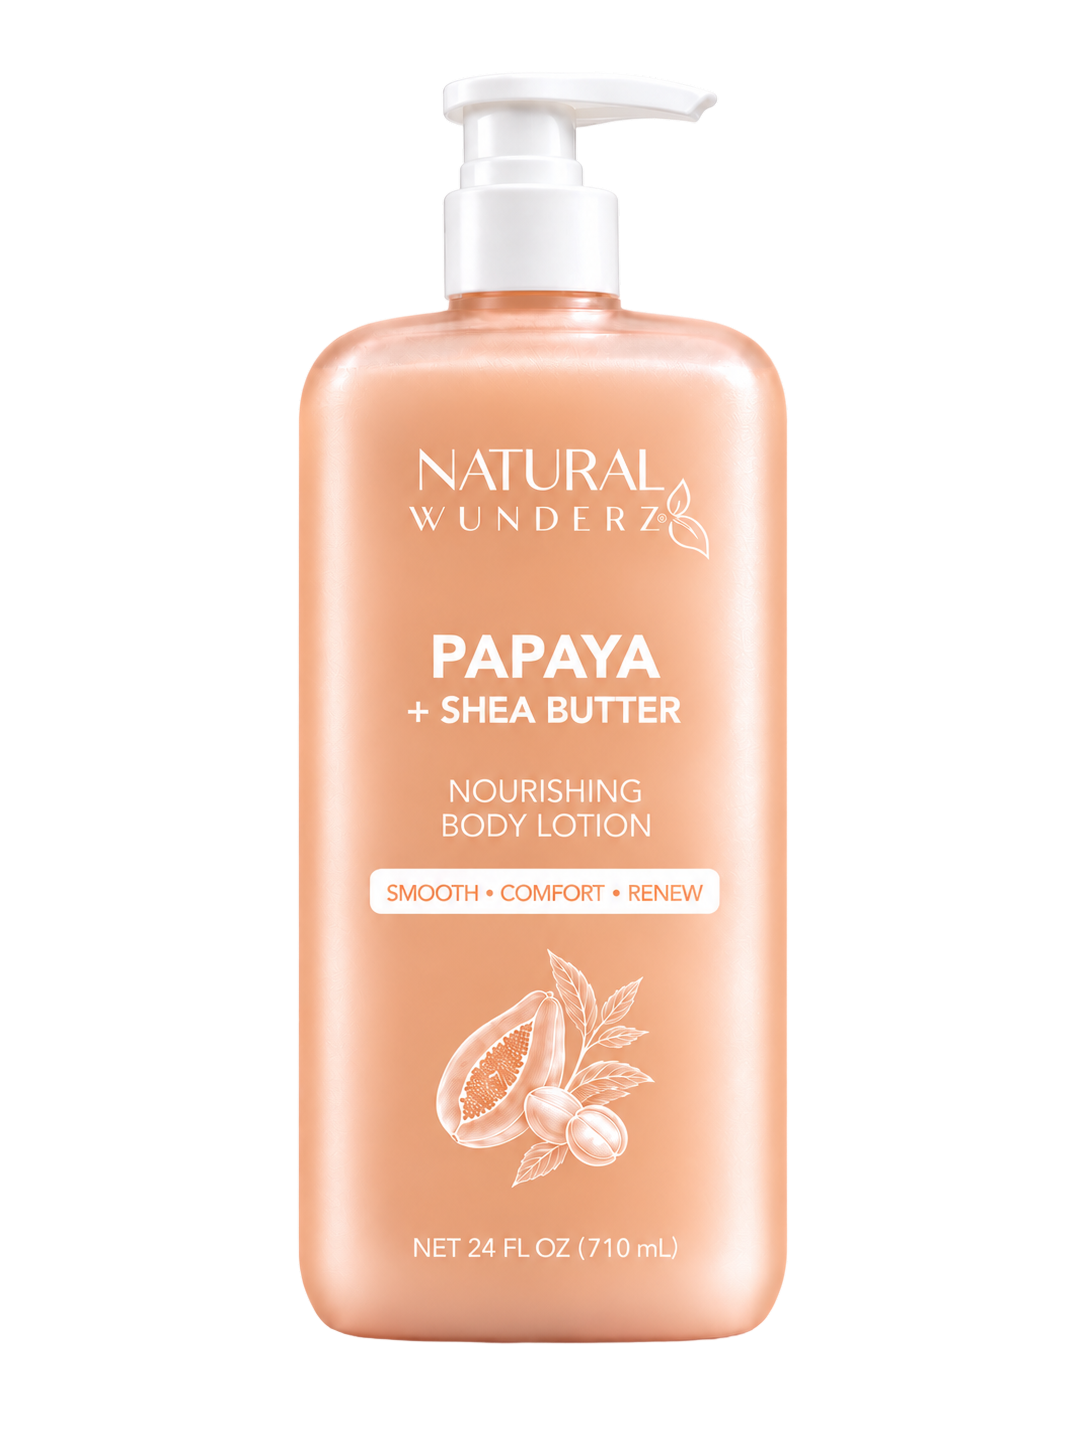 NATURAL
WUNDERZ®
PAPAYA
+ SHEA BUTTER
NOURISHING
BODY LOTION
SMOOTH • COMFORT • RENEW
NET 24 FL OZ (710 mL)